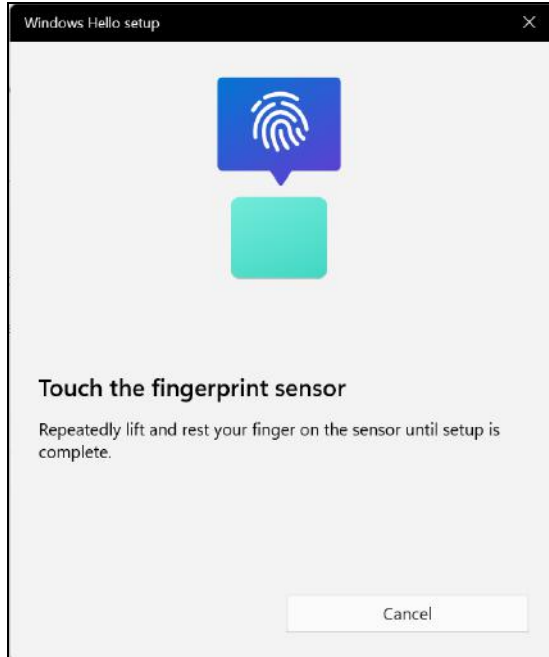 Windows Hello setup
Touch the fingerprint sensor
Repeatedly lift and rest your finger on the sensor until setup is
complete.
Cancel